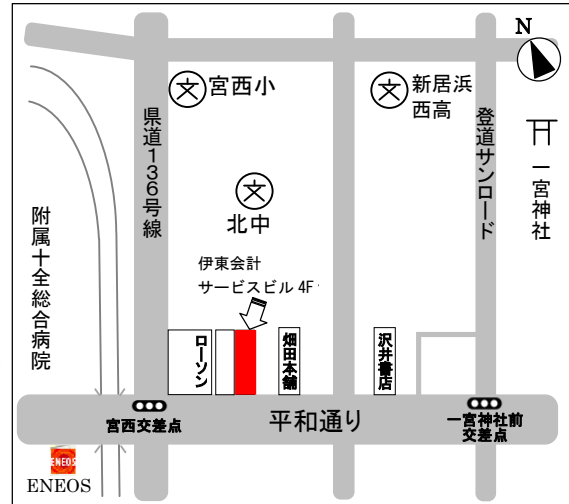 N
宮西小
新居浜
西高
県道136号線
登道サンロード
一宮神社
北中
附属十全総合病院
伊東会計
サービスビル 4F
ローソン
畑田本舗
沢井書店
宮西交差点
平和通り
一宮神社前
交差点
ENEOS
ENEOS
文
文
文